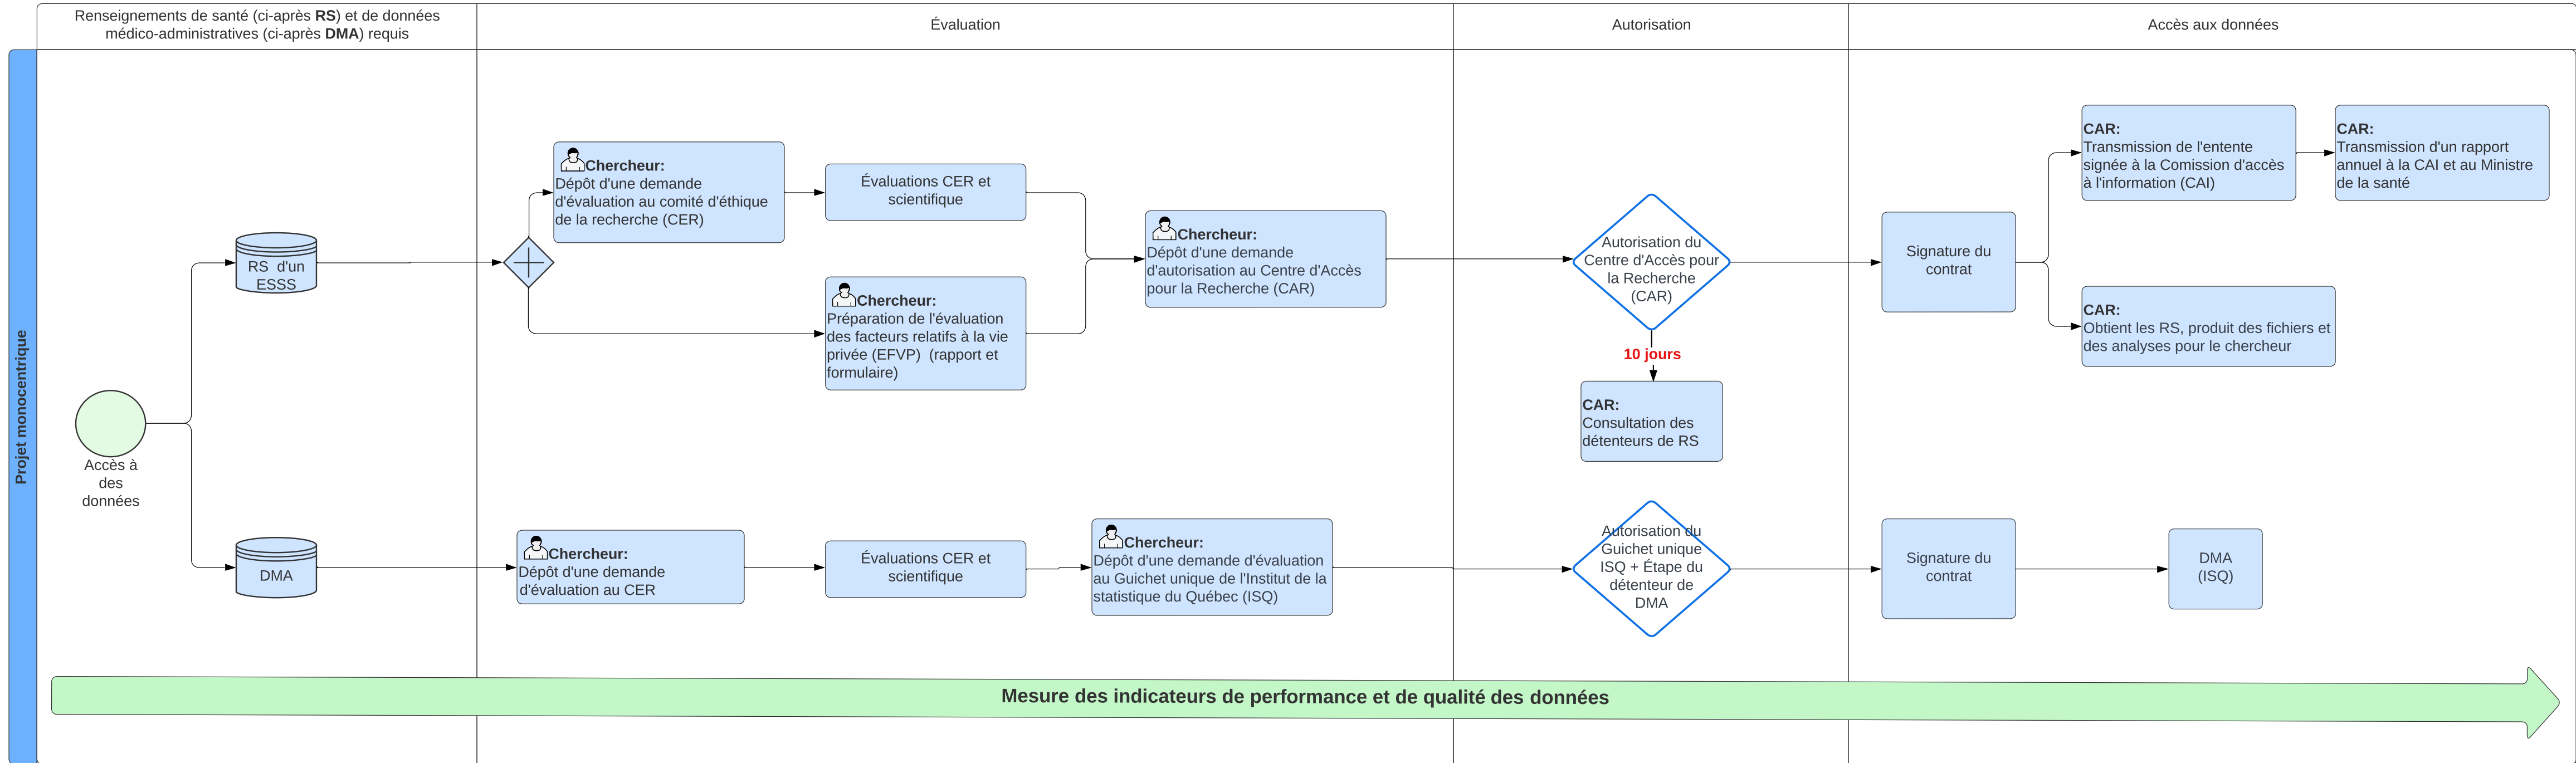 Renseignements de santé (ci-après RS) et de données
médico-administratives (ci-après DMA) requis
Évaluation
Autorisation
Accès aux données
Projet monocentrique
Accès à
des
données
RS d'un
ESSS
DMA
Chercheur:
Dépôt d'une demande
d'évaluation au comité d'éthique
de la recherche (CER)
Évaluations CER et
scientifique
Chercheur:
Préparation de l'évaluation
des facteurs relatifs à la vie
privée (EFVP) (rapport et
formulaire)
Chercheur:
Dépôt d'une demande
d'autorisation au Centre d'Accès
pour la Recherche (CAR)
Autorisation du
Centre d'Accès pour
la Recherche
(CAR)
10 jours
CAR:
Consultation des
détenteurs de RS
Signature du
contrat
CAR:
Transmission de l'entente
signée à la Comission d'accès
à l'information (CAI)
CAR:
Transmission d'un rapport
annuel à la CAI et au Ministre
de la santé
CAR:
Obtient les RS, produit des fichiers et
des analyses pour le chercheur
Chercheur:
Dépôt d'une demande
d'évaluation au CER
Évaluations CER et
scientifique
Chercheur:
Dépôt d'une demande d'évaluation
au Guichet unique de l'Institut de la
statistique du Québec (ISQ)
Autorisation du
Guichet unique
ISQ + Étape du
détenteur de
DMA
Signature du
contrat
DMA
(ISQ)
Mesure des indicateurs de performance et de qualité des données